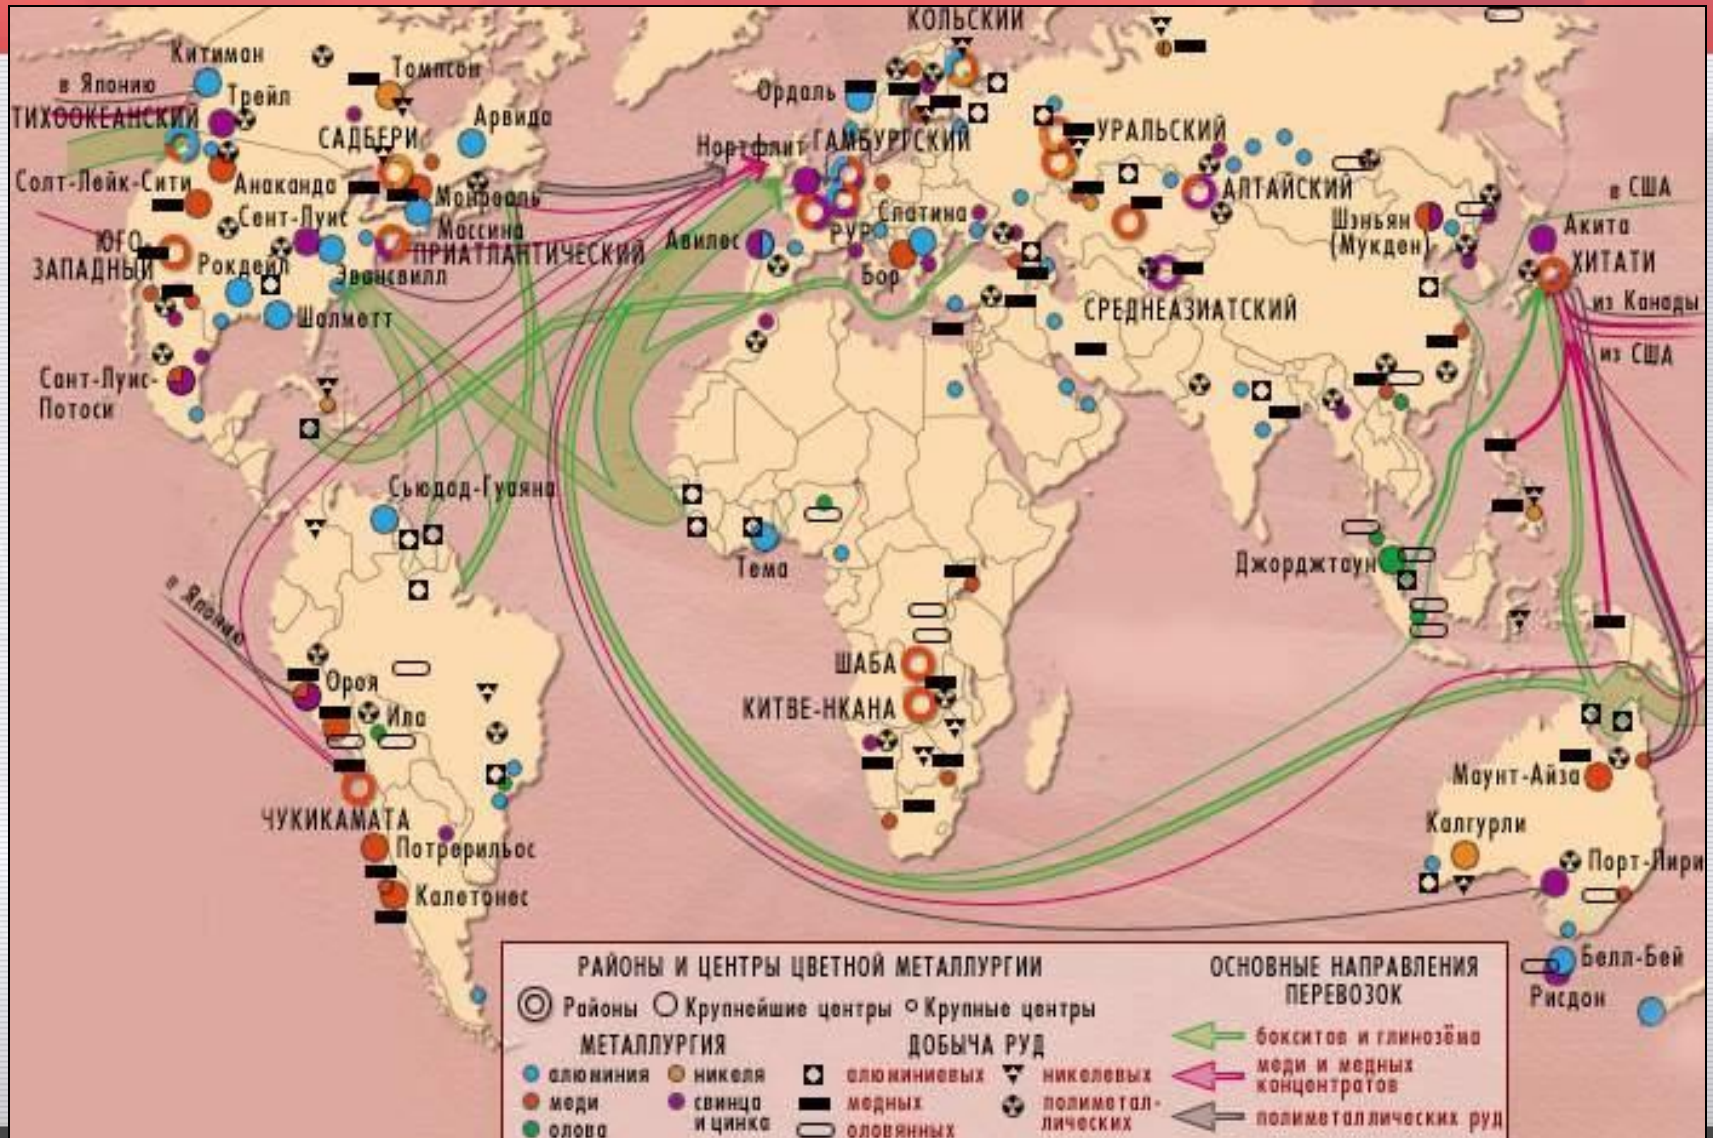 КОЛЬСКИЙ
Китимат
Томпсон
в Японию
Трейл
Ордаль
ТИХООКЕАНСКИЙ
Арвида
САДБЕРИ
Нортфлит
ГАМБУРГСКИЙ
УРАЛЬСКИЙ
Солт-Лейк-Сити
Анаконда
Монреаль
АЛТАЙСКИЙ
в США
Сент-Луис
Массина
Слатина
Шэньян
(Мукден)
Акита
ЮГО-
ЗАПАДНЫЙ
ПРИАТЛАНТИЧЕСКИЙ
Авилес
РУР
ХИТАТИ
Рокдейл
Эвансвилл
Бор
СРЕДНЕАЗИАТСКИЙ
из Канады
Шалметт
из США
Сант-Луис-
Потоси
Сьюдад-Гуаяна
Тема
Джорджтаун
в Японию
ШАБА
Ороя
КИТВЕ-НКАНА
Ила
Маунт-Айза
ЧУКИКАМАТА
Калгурли
Потрерильос
Порт-Пири
Калетонес
Белл-Бей
Рисдон
РАЙОНЫ И ЦЕНТРЫ ЦВЕТНОЙ МЕТАЛЛУРГИИ
Районы Крупнейшие центры Крупные центры
МЕТАЛЛУРГИЯ
алюминия
меди
олова
никеля
свинца
и цинка
ДОБЫЧА РУД
алюминиевых
медных
оловянных
никелевых
полиметал-
лических
ОСНОВНЫЕ НАПРАВЛЕНИЯ
ПЕРЕВОЗОК
бокситов и глинозёма
меди и медных
концентратов
полиметаллических руд